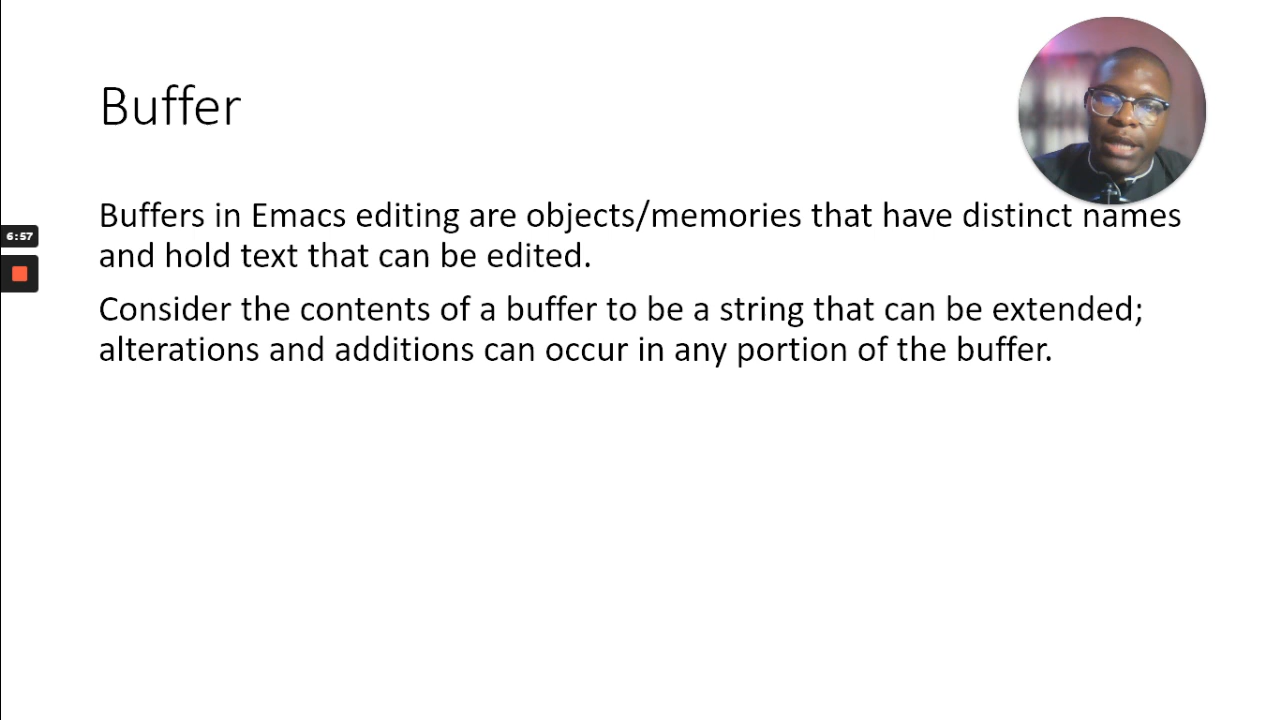 Buffer
Buffers in Emacs editing are objects/memories that have distinct names
and hold text that can be edited.
6:57
Consider the contents of a buffer to be a string that can be extended;
alterations and additions can occur in any portion of the buffer.